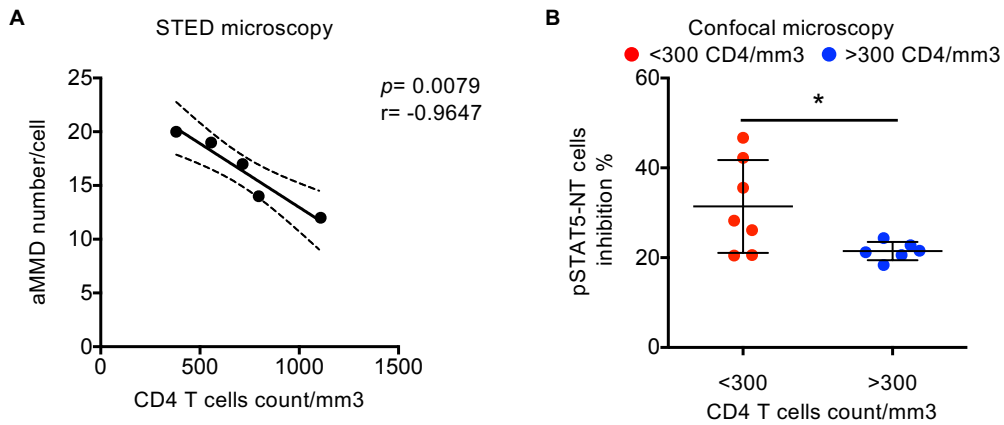 A
STED microscopy
p= 0.0079
r= -0.9647
25
20
15
10
5
0
aMMD number/cell
0
500
1000
1500
CD4 T cells count/mm3
B
Confocal microscopy
<300 CD4/mm3
>300 CD4/mm3
*
60
40
20
0
pSTAT5-NT cells
inhibition %
<300
>300
CD4 T cells count/mm3